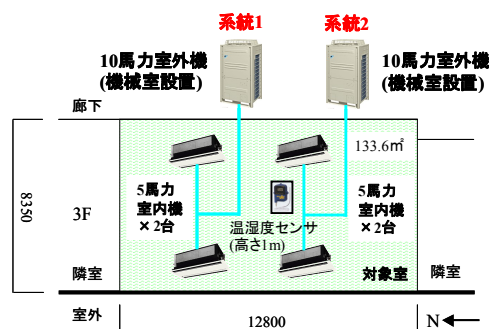 系統1
系統2
10馬力室外機
(機械室設置)
10馬力室外機
(機械室設置)
廊下
133.6㎡
8350
3F
5馬力
室内機
×2台
温湿度センサ
(高さ1m)
5馬力
室内機
×2台
隣室
対象室
隣室
室外
12800
N